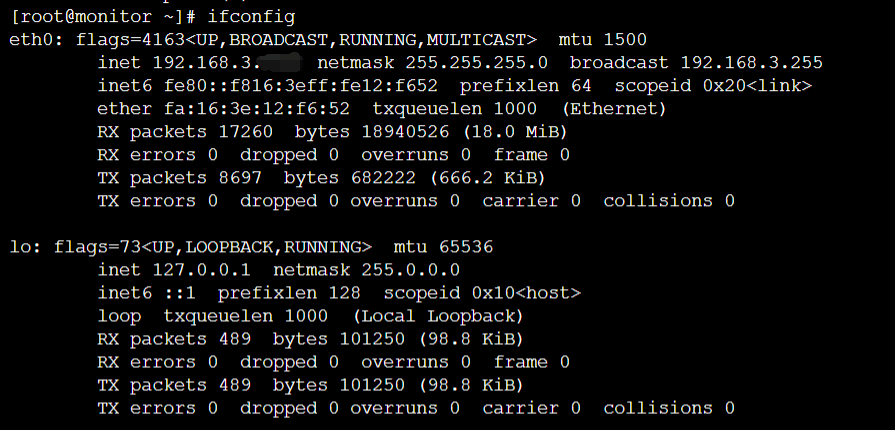 [root@monitor ~]# ifconfig
eth0: flags=4163<UP,BROADCAST,RUNNING,MULTICAST>  mtu 1500
        inet 192.168.3.  netmask 255.255.255.0  broadcast 192.168.3.255
        inet6 fe80::f816:3eff:fe12:f652  prefixlen 64  scopeid 0x20<link>
        ether fa:16:3e:12:f6:52  txqueuelen 1000  (Ethernet)
        RX packets 17260  bytes 18940526 (18.0 MiB)
        RX errors 0  dropped 0  overruns 0  frame 0
        TX packets 8697  bytes 682222 (666.2 KiB)
        TX errors 0  dropped 0 overruns 0  carrier 0  collisions 0

lo: flags=73<UP,LOOPBACK,RUNNING>  mtu 65536
        inet 127.0.0.1  netmask 255.0.0.0
        inet6 ::1  prefixlen 128  scopeid 0x10<host>
        loop  txqueuelen 1000  (Local Loopback)
        RX packets 489  bytes 101250 (98.8 KiB)
        RX errors 0  dropped 0  overruns 0  frame 0
        TX packets 489  bytes 101250 (98.8 KiB)
        TX errors 0  dropped 0 overruns 0  carrier 0  collisions 0